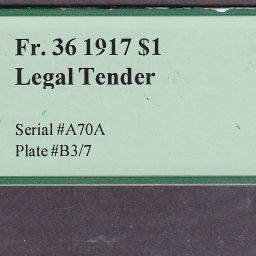 Fr. 36 1917 $1
Legal Tender
Serial #A70A
Plate #B3/7